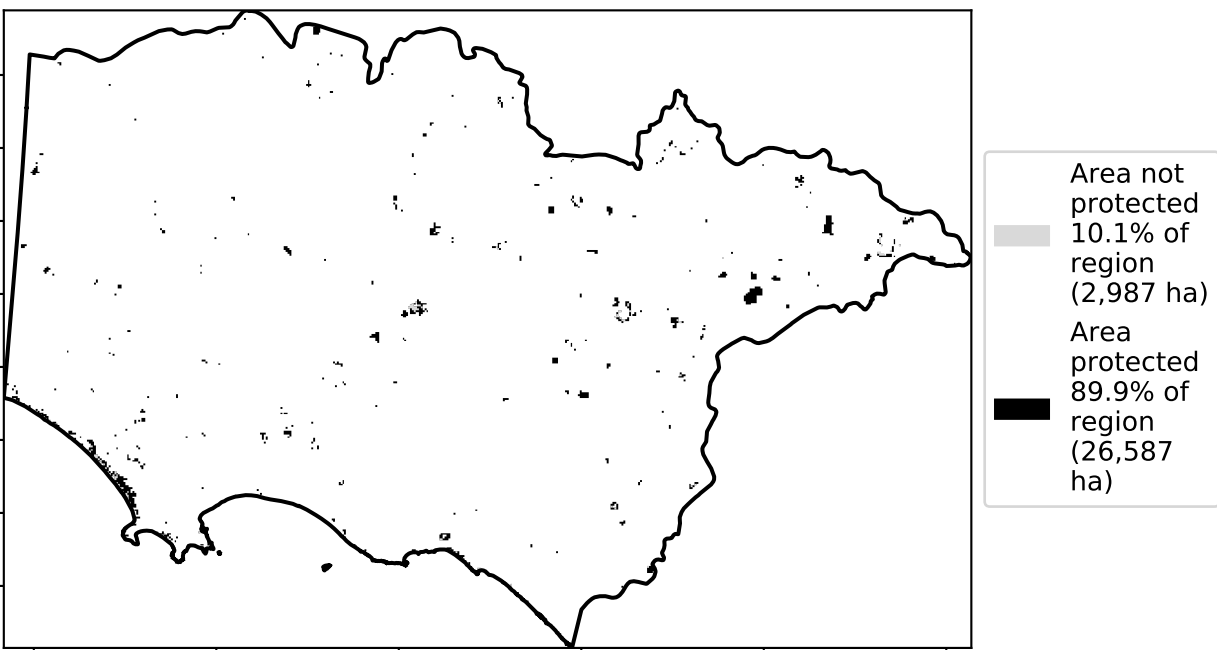 Area not
protected
10.1% of
region
(2,987 ha)
Area
protected
89.9% of
region
(26,587
ha)